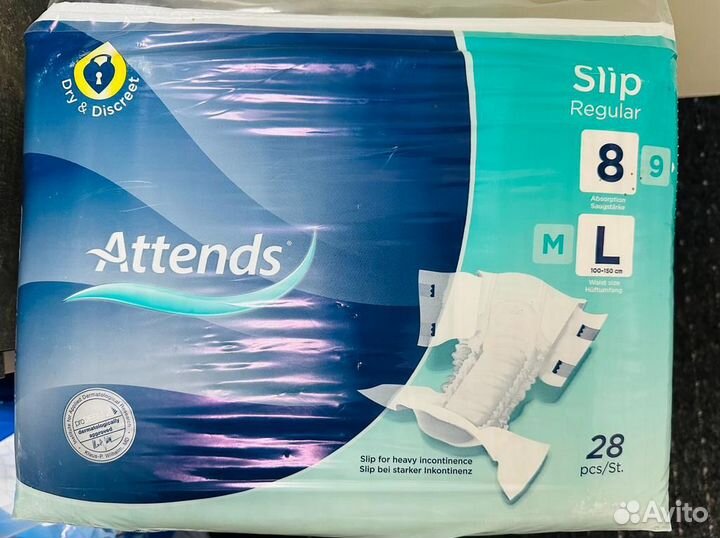 Dry & Discreet
Slip
Regular
8 9
Absorption
Saugstärke
M L
100-150 cm
Waist size
Hüftumfang
Attends®
dermatologically
approved
Slip for heavy incontinence
Slip bei starker Inkontinenz
28
pcs/St.
Avito